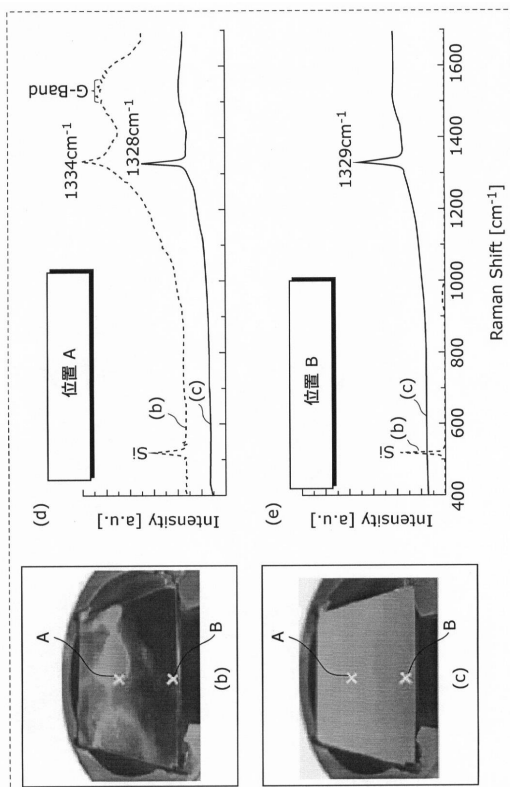 (d)
位置 A
Intensity [a.u.]
Si
(b)
(c)
1334cm-1
1328cm-1
G-Band
(e)
位置 B
Intensity [a.u.]
Si
(b)
(c)
1329cm-1
400
600
800
1000
1200
1400
1600
Raman Shift [cm-1]
A
B
(b)
A
B
(c)